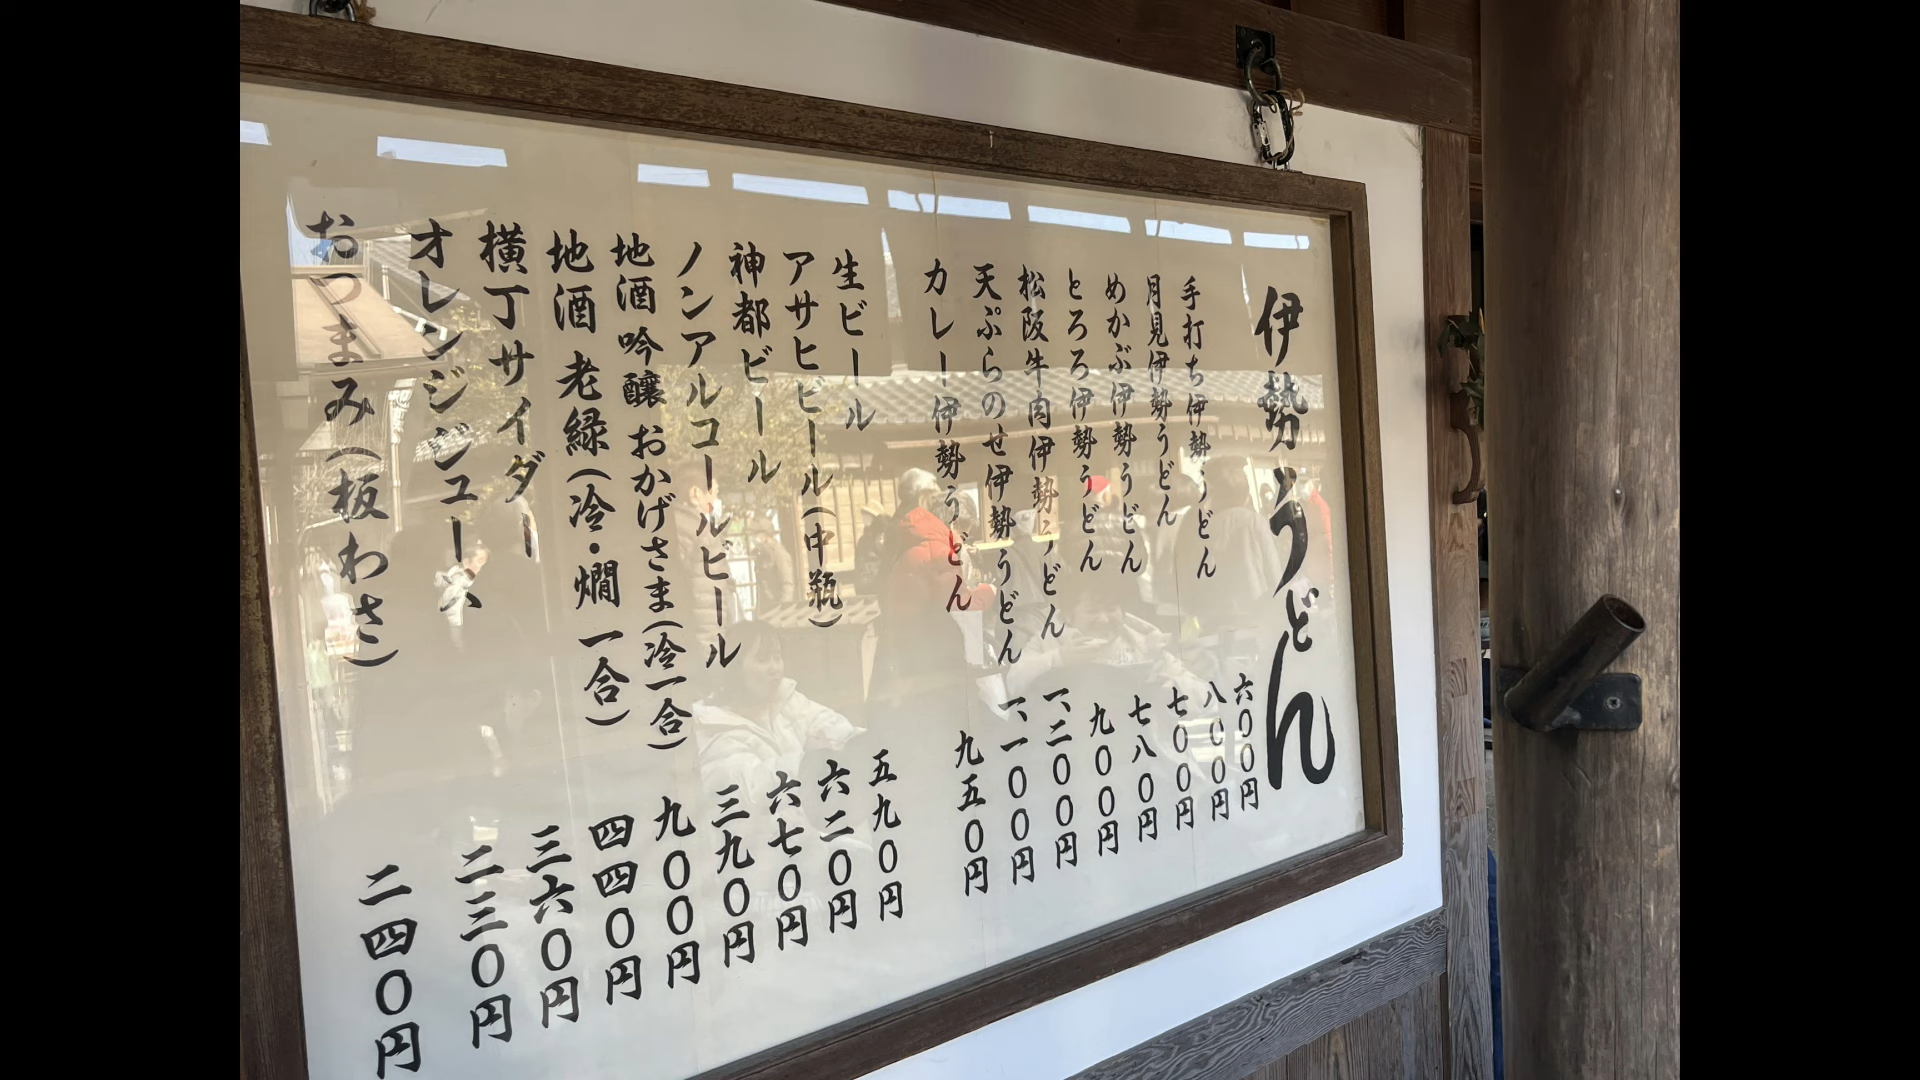 伊勢うどん 六〇〇円
手打ち伊勢うどん 八〇〇円
月見伊勢うどん 七〇〇円
めかぶ伊勢うどん 七八〇円
とろろ伊勢うどん 九〇〇円
松阪牛肉伊勢うどん 一、二〇〇円
天ぷらのせ伊勢うどん 一、一〇〇円
カレー伊勢うどん 九五〇円
生ビール 五九〇円
アサヒビール(中瓶) 六二〇円
神都ビール 六七〇円
ノンアルコールビール 三九〇円
地酒 吟醸 おかげさま(冷一合) 九〇〇円
地酒 老緑(冷・燗 一合) 四四〇円
横丁サイダー 三六〇円
オレンジジュース 二三〇円
おつまみ(板わさ) 二四〇円